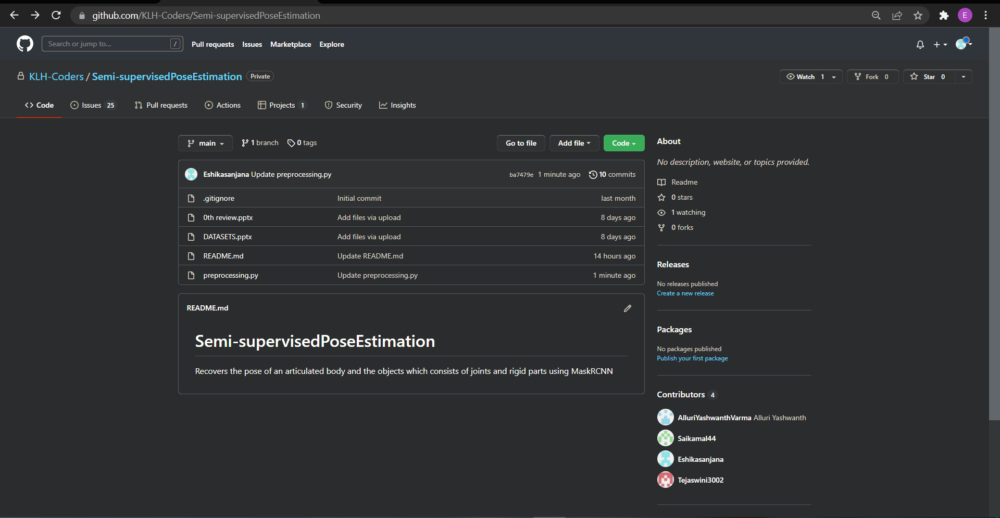 github.com/KLH-Coders/Semi-supervisedPoseEstimation
E
Search or jump to... /
Pull requests Issues Marketplace Explore
KLH-Coders / Semi-supervisedPoseEstimation Private
Watch 1 Fork 0 Star 0
Code Issues 25 Pull requests Actions Projects 1 Security Insights
main 1 branch 0 tags Go to file Add file Code
Eshikasanjana Update preprocessing.py ba7479e 1 minute ago 10 commits
.gitignore Initial commit last month
0th review.pptx Add files via upload 8 days ago
DATASETS.pptx Add files via upload 8 days ago
README.md Update README.md 14 hours ago
preprocessing.py Update preprocessing.py 1 minute ago
README.md
Semi-supervisedPoseEstimation
Recovers the pose of an articulated body and the objects which consists of joints and rigid parts using MaskRCNN
About
No description, website, or topics provided.
Readme
0 stars
1 watching
0 forks
Releases
No releases published
Create a new release
Packages
No packages published
Publish your first package
Contributors 4
AlluriYashwanthVarma Alluri Yashwanth
Saikamal44
Eshikasanjana
Tejaswini3002